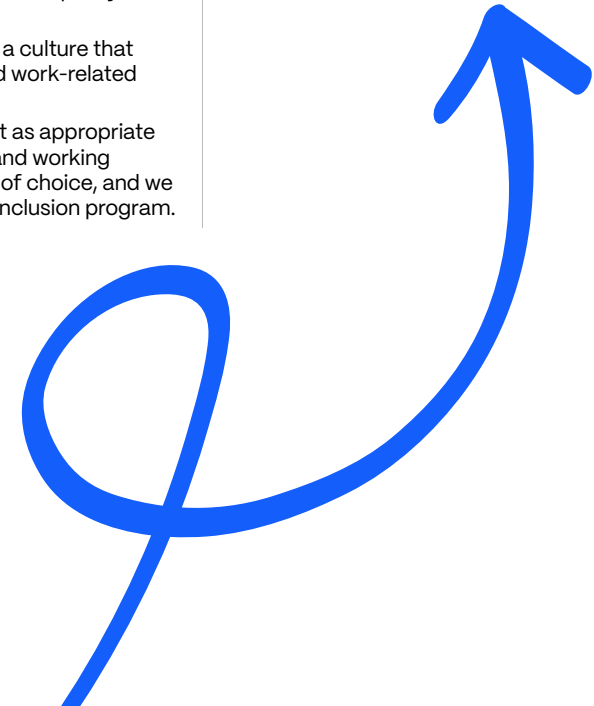 a culture that
work-related
t as appropriate
and working
of choice, and we
nclusion program.